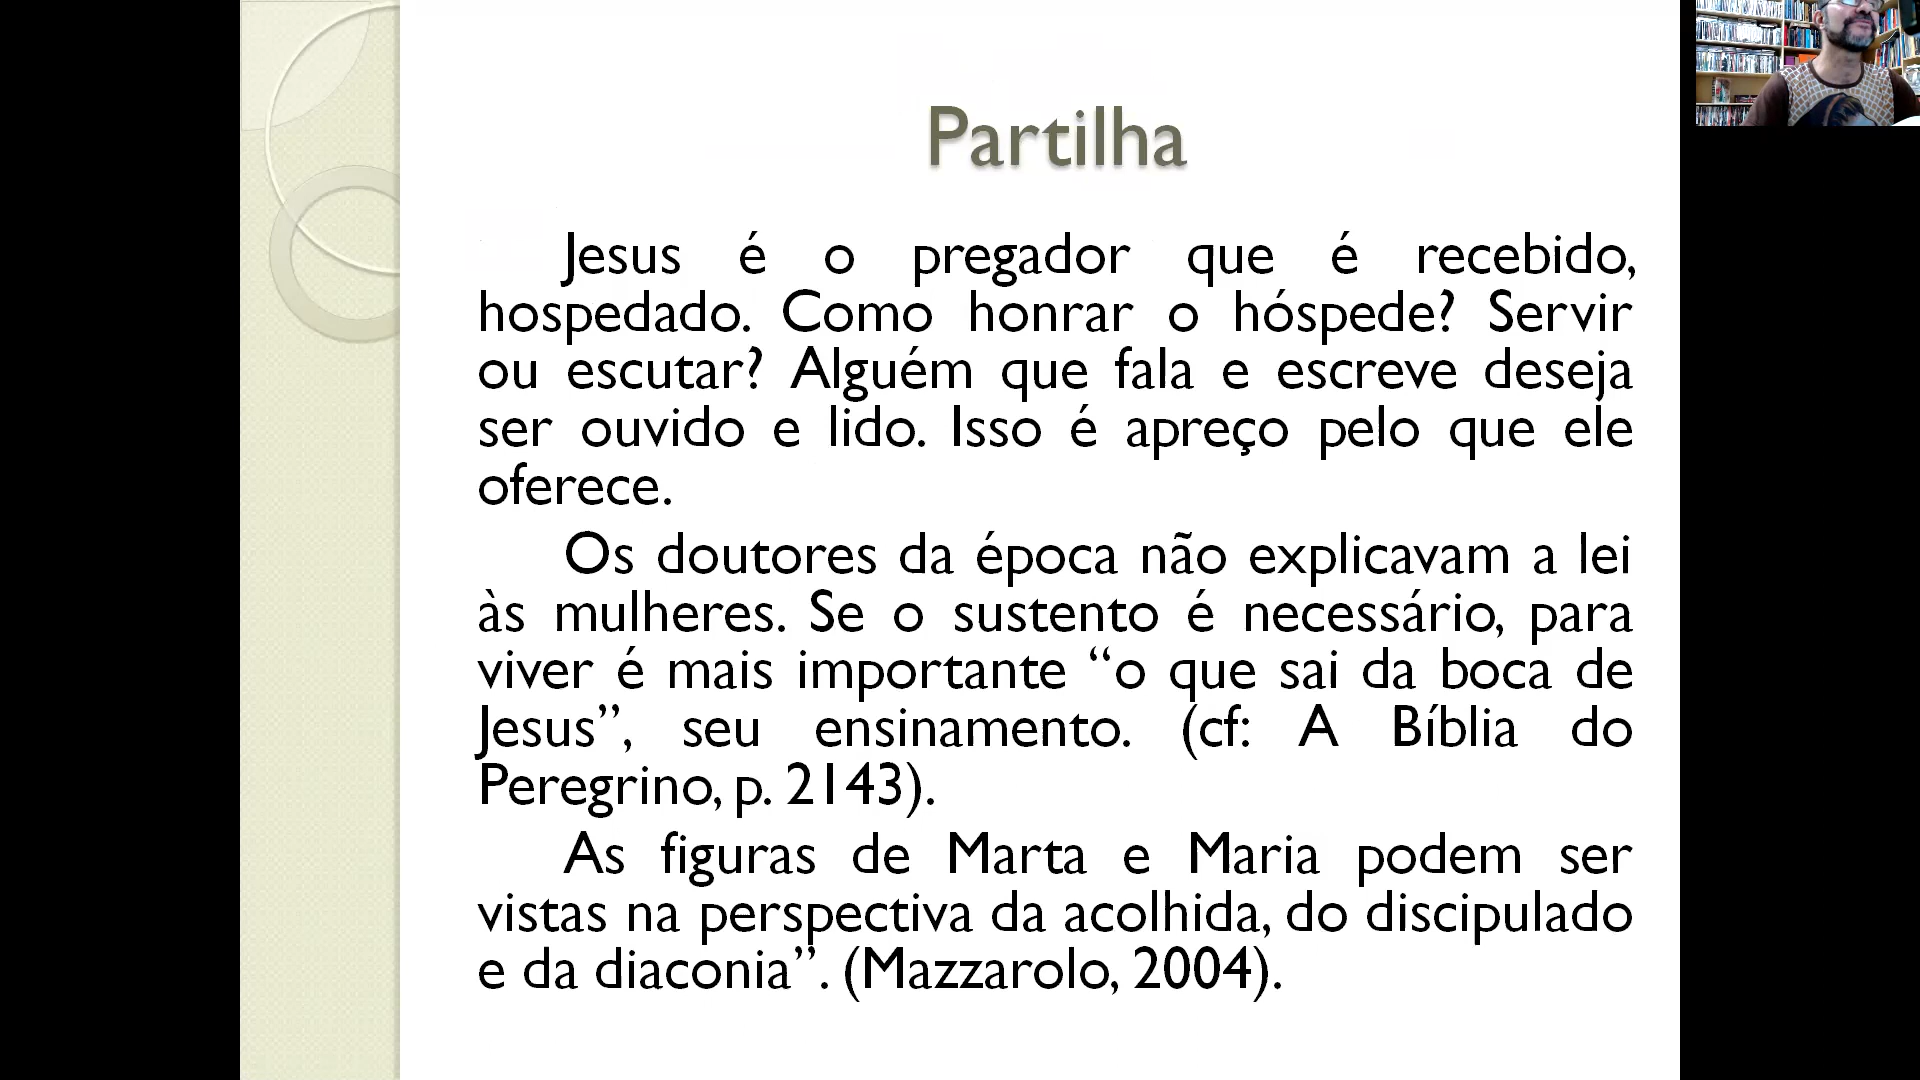 Partilha
Jesus é o pregador que é recebido,
hospedado. Como honrar o hóspede? Servir
ou escutar? Alguém que fala e escreve deseja
ser ouvido e lido. Isso é apreço pelo que ele
oferece.
Os doutores da época não explicavam a lei
às mulheres. Se o sustento é necessário, para
viver é mais importante “o que sai da boca de
Jesus”, seu ensinamento. (cf: A Bíblia do
Peregrino, p. 2143).
As figuras de Marta e Maria podem ser
vistas na perspectiva da acolhida, do discipulado
e da diaconia”. (Mazzarolo, 2004).